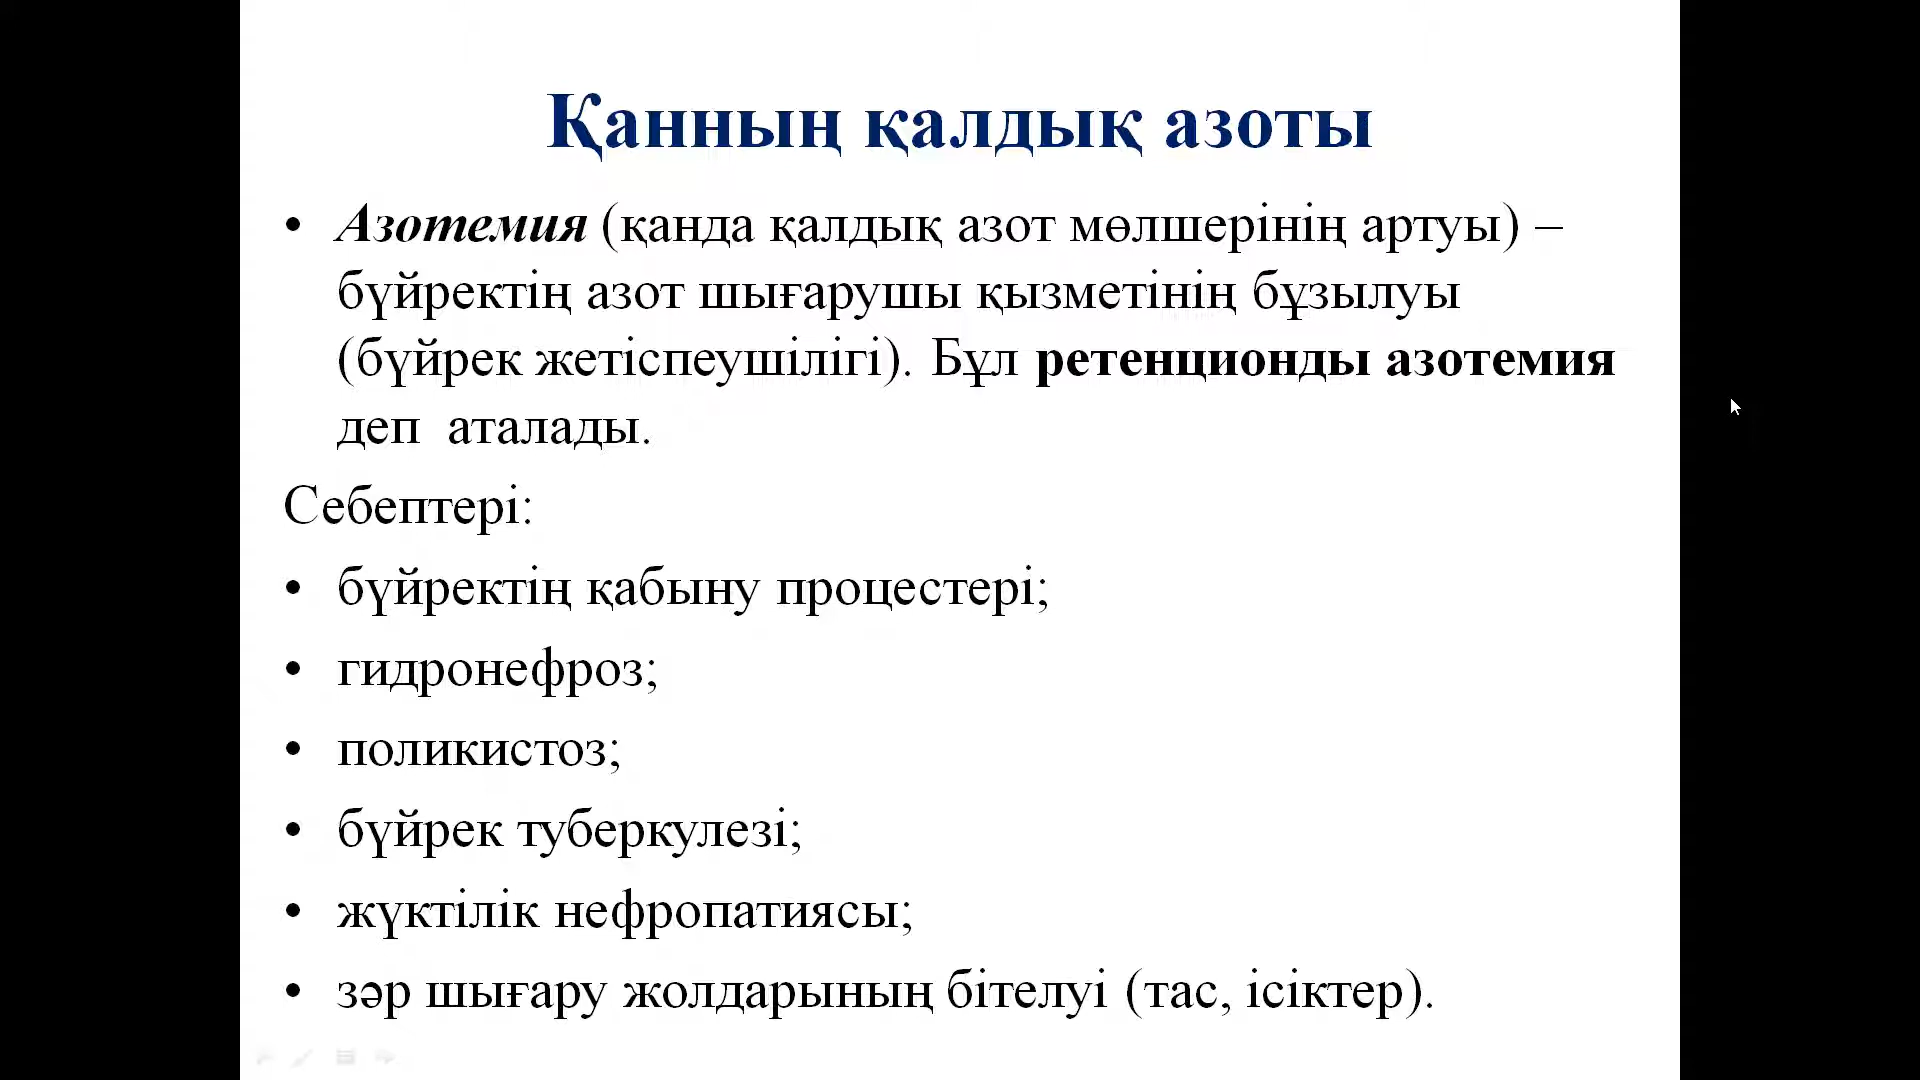 Қанның қалдық азоты
• Азотемия (қанда қалдық азот мөлшерінің артуы) –
бүйректің азот шығарушы қызметінің бұзылуы
(бүйрек жетіспеушілігі). Бұл ретенционды азотемия
деп аталады.
Себептері:
• бүйректің қабыну процестері;
• гидронефроз;
• поликистоз;
• бүйрек туберкулезі;
• жүктілік нефропатиясы;
• зәр шығару жолдарының бітелуі (тас, ісіктер).